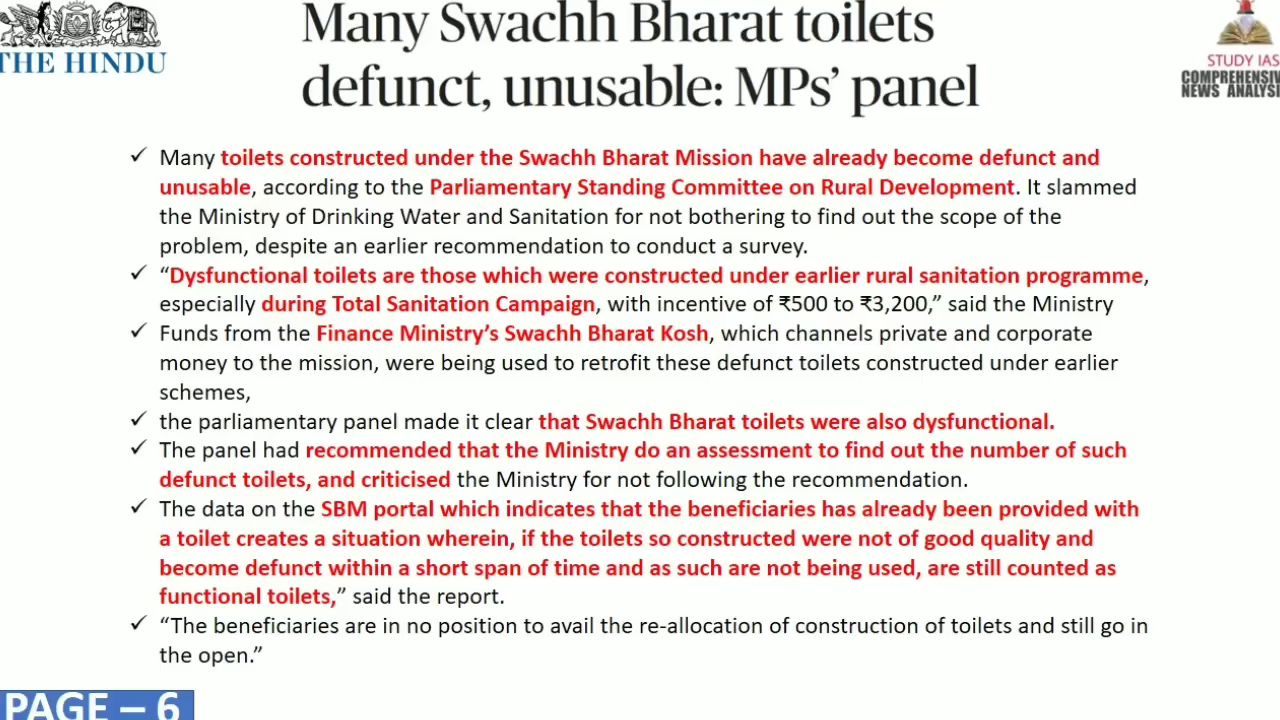 THE HINDU
Many Swachh Bharat toilets
defunct, unusable: MPs’ panel
STUDY IAS
COMPREHENSIVE
NEWS ANALYSI
✓ Many toilets constructed under the Swachh Bharat Mission have already become defunct and
unusable, according to the Parliamentary Standing Committee on Rural Development. It slammed
the Ministry of Drinking Water and Sanitation for not bothering to find out the scope of the
problem, despite an earlier recommendation to conduct a survey.
✓ “Dysfunctional toilets are those which were constructed under earlier rural sanitation programme,
especially during Total Sanitation Campaign, with incentive of ₹500 to ₹3,200,” said the Ministry
✓ Funds from the Finance Ministry’s Swachh Bharat Kosh, which channels private and corporate
money to the mission, were being used to retrofit these defunct toilets constructed under earlier
schemes,
✓ the parliamentary panel made it clear that Swachh Bharat toilets were also dysfunctional.
✓ The panel had recommended that the Ministry do an assessment to find out the number of such
defunct toilets, and criticised the Ministry for not following the recommendation.
✓ The data on the SBM portal which indicates that the beneficiaries has already been provided with
a toilet creates a situation wherein, if the toilets so constructed were not of good quality and
become defunct within a short span of time and as such are not being used, are still counted as
functional toilets,” said the report.
✓ “The beneficiaries are in no position to avail the re-allocation of construction of toilets and still go in
the open.”
PAGE – 6